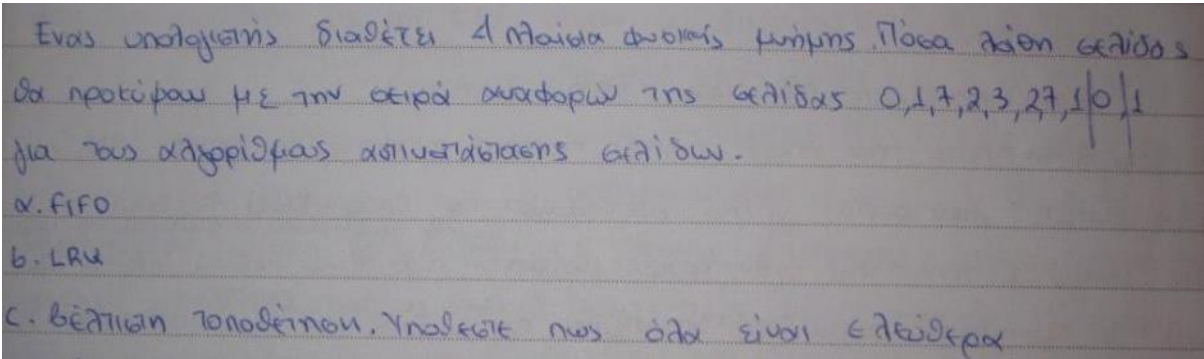 Ενας υπολογιστής διαθέτει 4 πλαίσια φυσικής μνήμης. Πόσα λάθη σελίδας
θα προκύψουν με την σειρά αναφορών της σελίδας 0,1,7,2,3,2,7,1,0,1
για τους αλγορίθμους αντικατάστασης σελίδων.
α. FIFO
b. LRU
c. βέλτιστη τοποθέτηση. Υποθέστε πως όλα είναι ελεύθερα